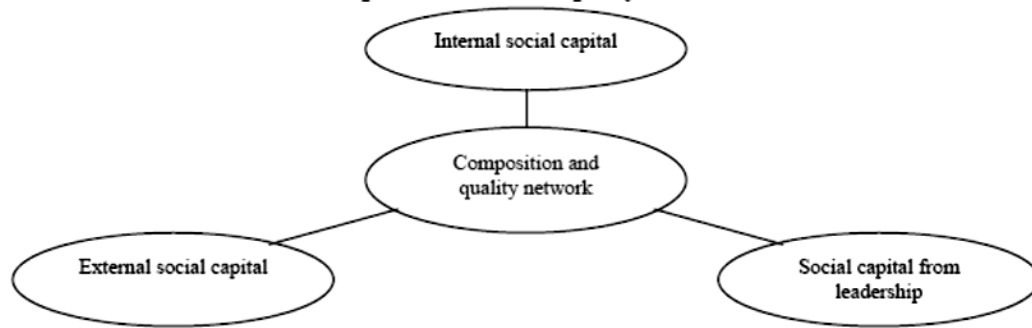 Internal social capital
Composition and
quality network
External social capital
Social capital from
leadership